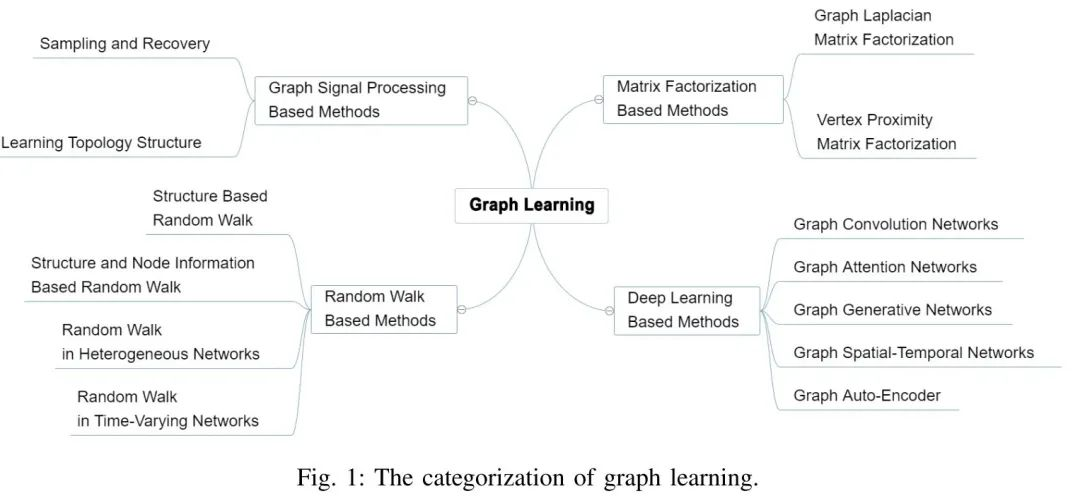 Sampling and Recovery
Graph Signal Processing
Based Methods
Learning Topology Structure
Graph Laplacian
Matrix Factorization
Matrix Factorization
Based Methods
Vertex Proximity
Matrix Factorization
Graph Learning
Structure Based
Random Walk
Structure and Node Information
Based Random Walk
Random Walk
Based Methods
Random Walk
in Heterogeneous Networks
Random Walk
in Time-Varying Networks
Deep Learning
Based Methods
Graph Convolution Networks
Graph Attention Networks
Graph Generative Networks
Graph Spatial-Temporal Networks
Graph Auto-Encoder
Fig. 1: The categorization of graph learning.